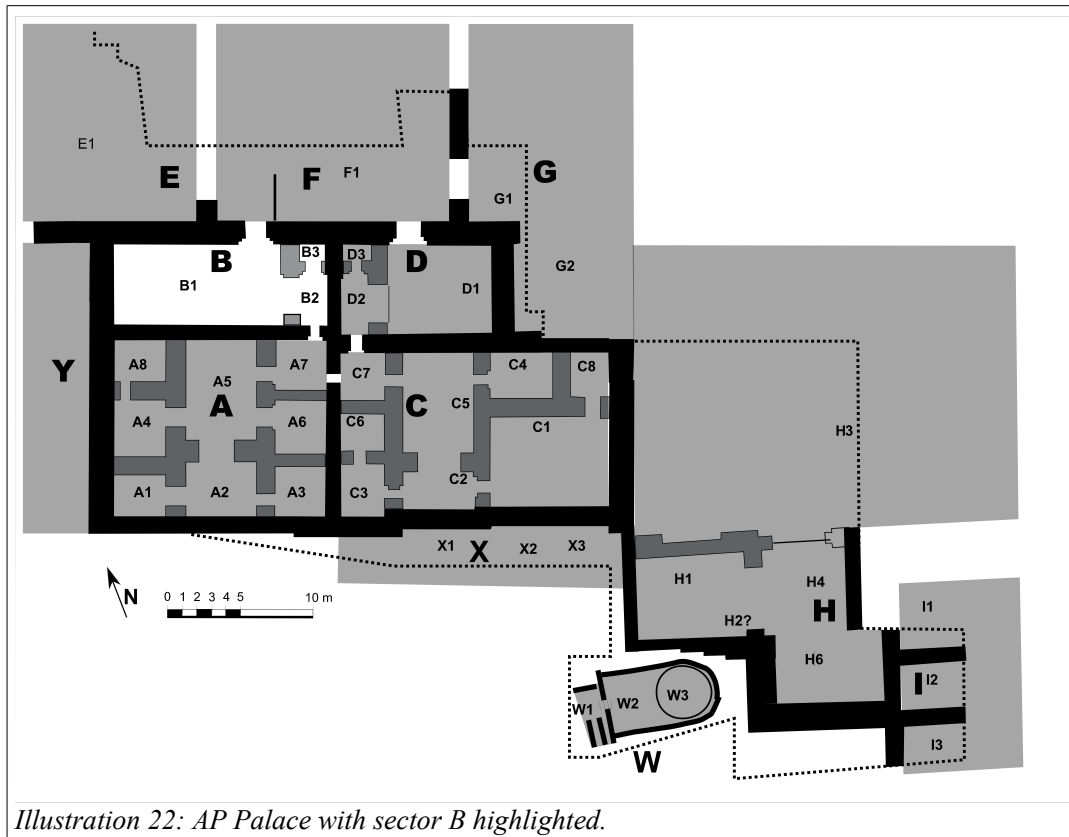 E1
E
F
F1
G
G1
G2
B
B1
B3
B2
D3
D
D2
D1
Y
A8
A5
A7
A
A4
A6
A1
A2
A3
C7
C4
C8
C
C5
C6
C1
C2
C3
H3
X1
X
X2
X3
N
0 1 2 3 4 5 10 m
H1
H4
H
H2?
H6
I1
I
I2
I3
W1
W2
W3
W
Illustration 22: AP Palace with sector B highlighted.